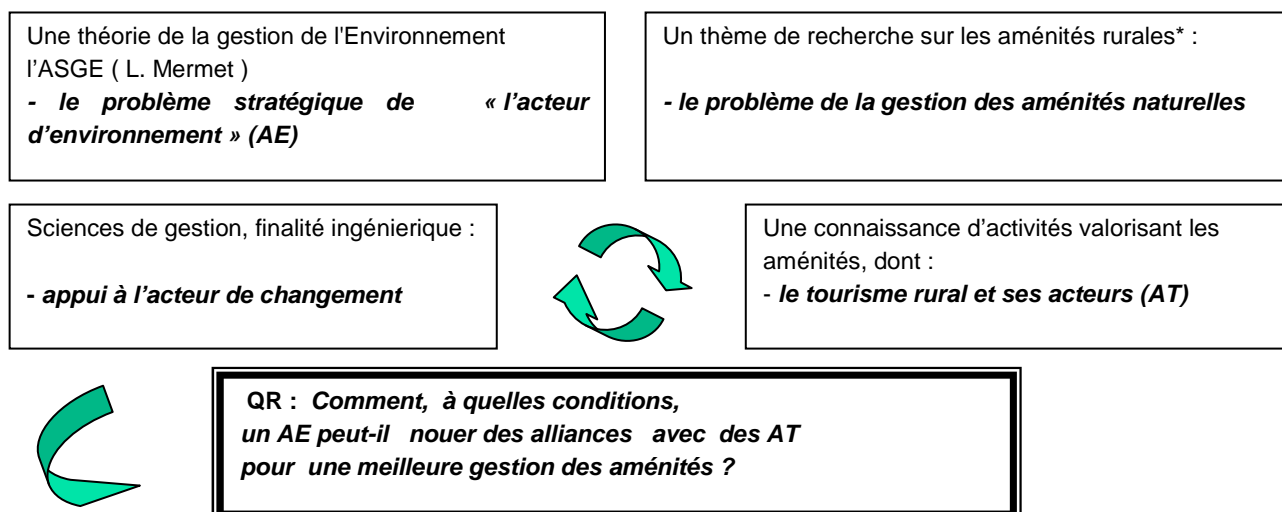 Une théorie de la gestion de l'Environnement
l’ASGE ( L. Mermet )
- le problème stratégique de « l’acteur
d’environnement » (AE)
Un thème de recherche sur les aménités rurales* :
- le problème de la gestion des aménités naturelles
Sciences de gestion, finalité ingénierique :
- appui à l’acteur de changement
Une connaissance d’activités valorisant les
aménités, dont :
- le tourisme rural et ses acteurs (AT)
QR : Comment, à quelles conditions,
un AE peut-il nouer des alliances avec des AT
pour une meilleure gestion des aménités ?